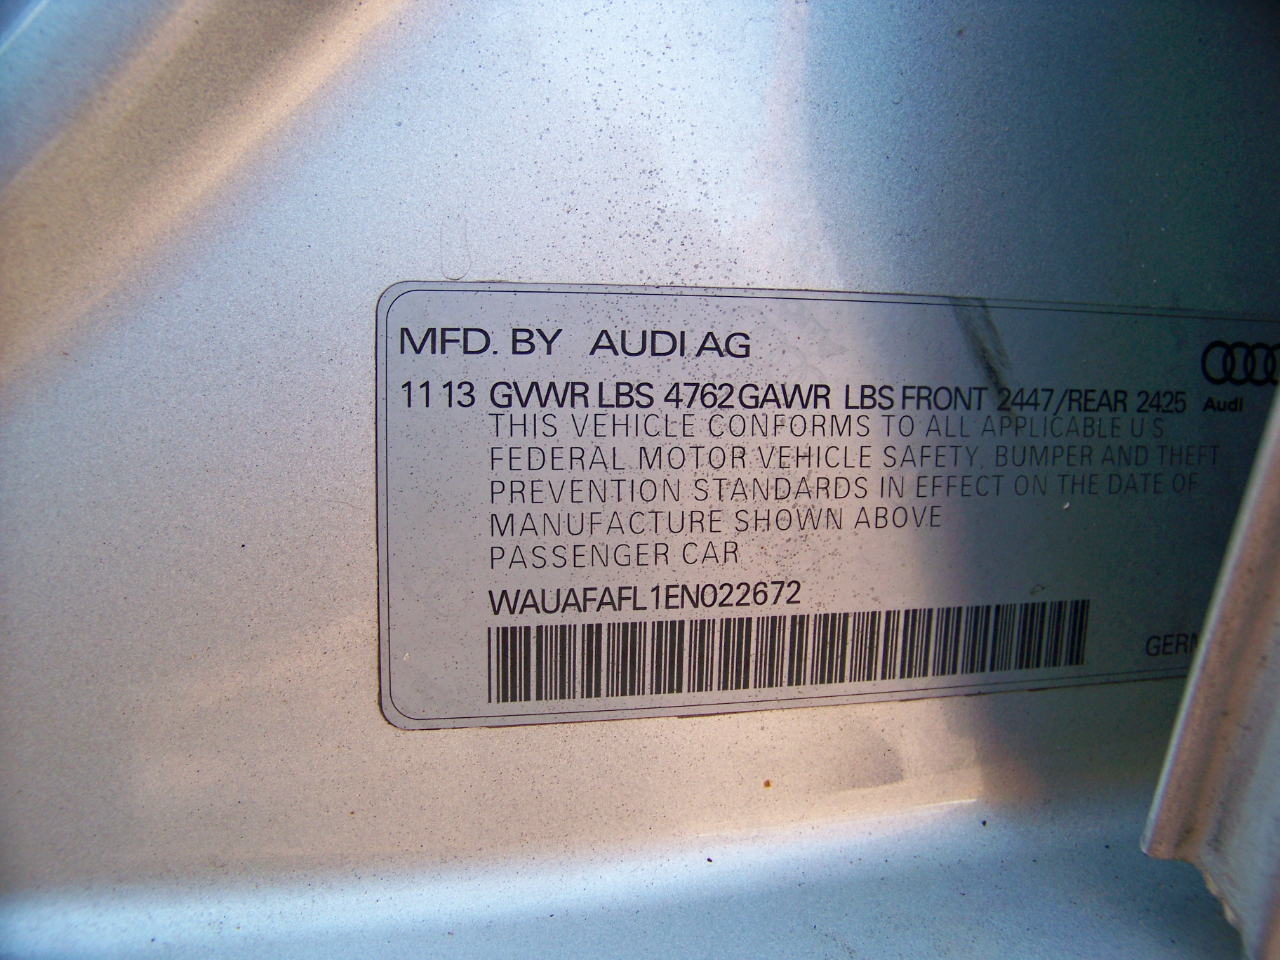 MFD. BY AUDI AG
11 13 GVWR LBS 4762 GAWR LBS FRONT 2447/REAR 2425
Audi
THIS VEHICLE CONFORMS TO ALL APPLICABLE U S
FEDERAL MOTOR VEHICLE SAFETY, BUMPER AND THEFT
PREVENTION STANDARDS IN EFFECT ON THE DATE OF
MANUFACTURE SHOWN ABOVE
PASSENGER CAR
WAUAFAFL1EN022672